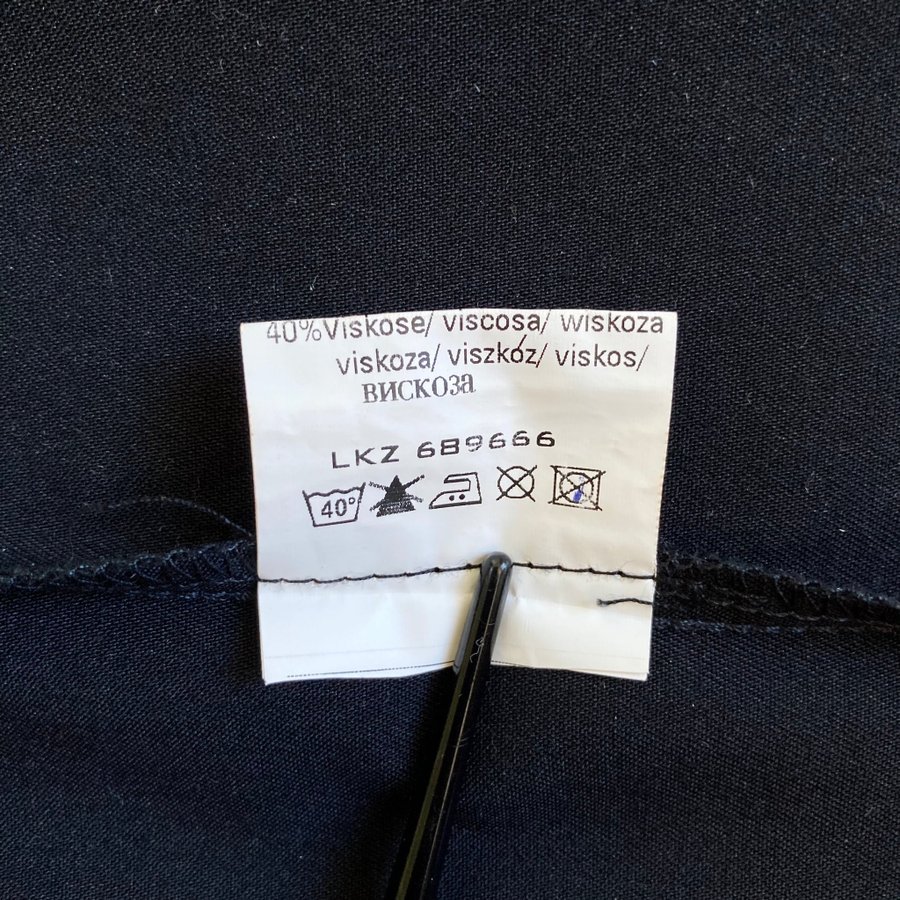 40%Viskose/ viscosa/ wiskoza
viskoza/ viszkóz/ viskos/
вискоза
LKZ 689666
40°